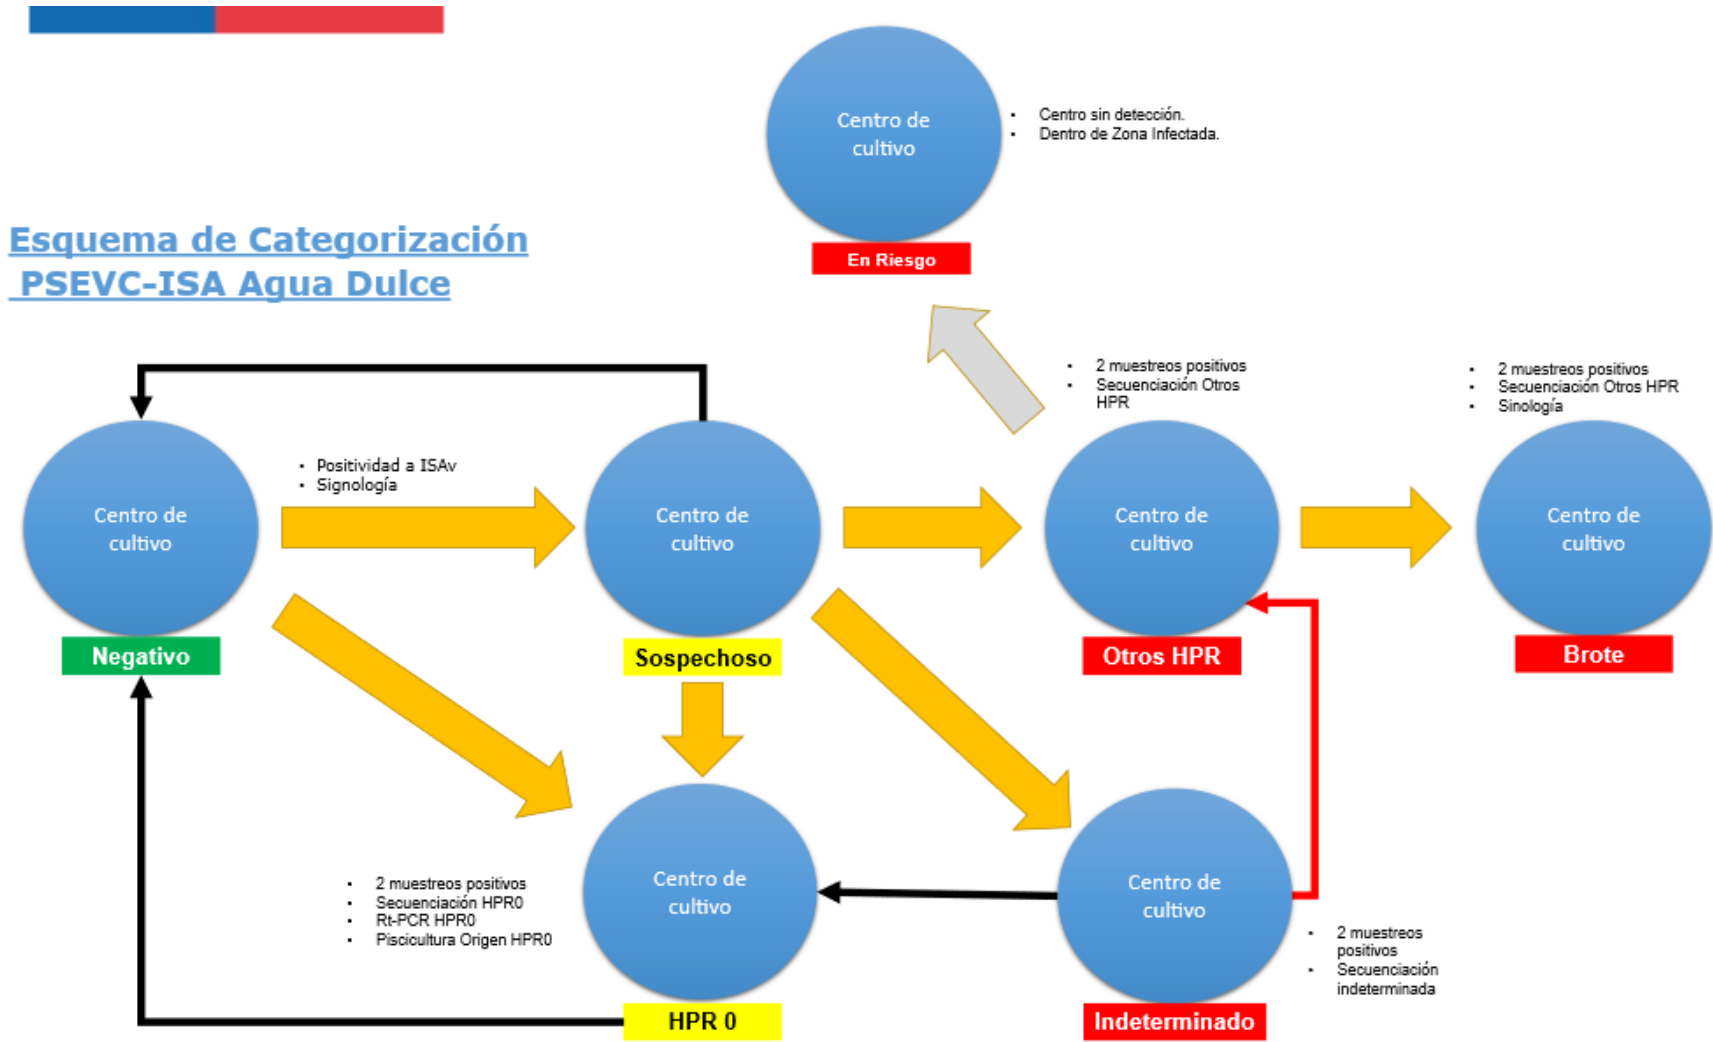 Centro de
cultivo
▪ Centro sin detección.
▪ Dentro de Zona Infectada.
En Riesgo
Esquema de Categorización
PSEVC-ISA Agua Dulce
▪ 2 muestreos positivos
▪ Secuenciación Otros
HPR
▪ 2 muestreos positivos
▪ Secuenciación Otros HPR
▪ Sinología
▪ Positividad a ISAv
▪ Signología
Centro de
cultivo
Negativo
Centro de
cultivo
Sospechoso
Centro de
cultivo
Otros HPR
Centro de
cultivo
Brote
▪ 2 muestreos positivos
▪ Secuenciación HPR0
▪ Rt-PCR HPR0
▪ Piscicultura Origen HPR0
Centro de
cultivo
HPR 0
Centro de
cultivo
Indeterminado
▪ 2 muestreos
positivos
▪ Secuenciación
indeterminada